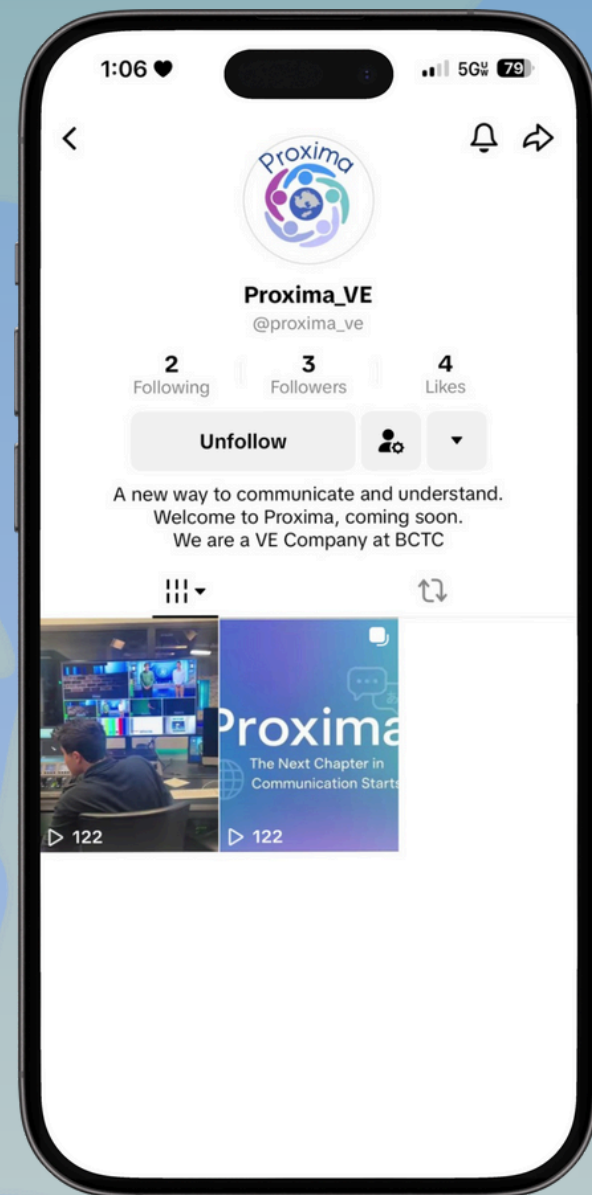 1:06
5G UW 79
Proxima
Proxima_VE
@proxima_ve
2 3 4
Following Followers Likes
Unfollow
A new way to communicate and understand.
Welcome to Proxima, coming soon.
We are a VE Company at BCTC
Proxima
The Next Chapter in
Communication Starts
122 122